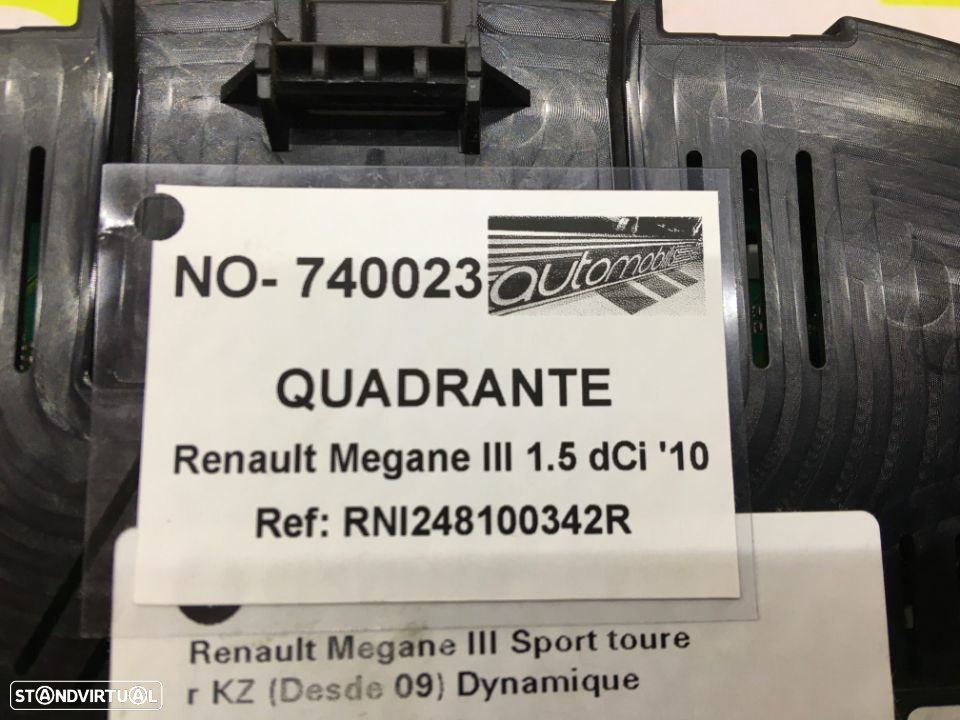 NO- 740023
automobil
QUADRANTE
Renault Megane III 1.5 dCi '10
Ref: RNI248100342R
Renault Megane III Sport toure
r KZ (Desde 09) Dynamique
STANDVIRTUAL